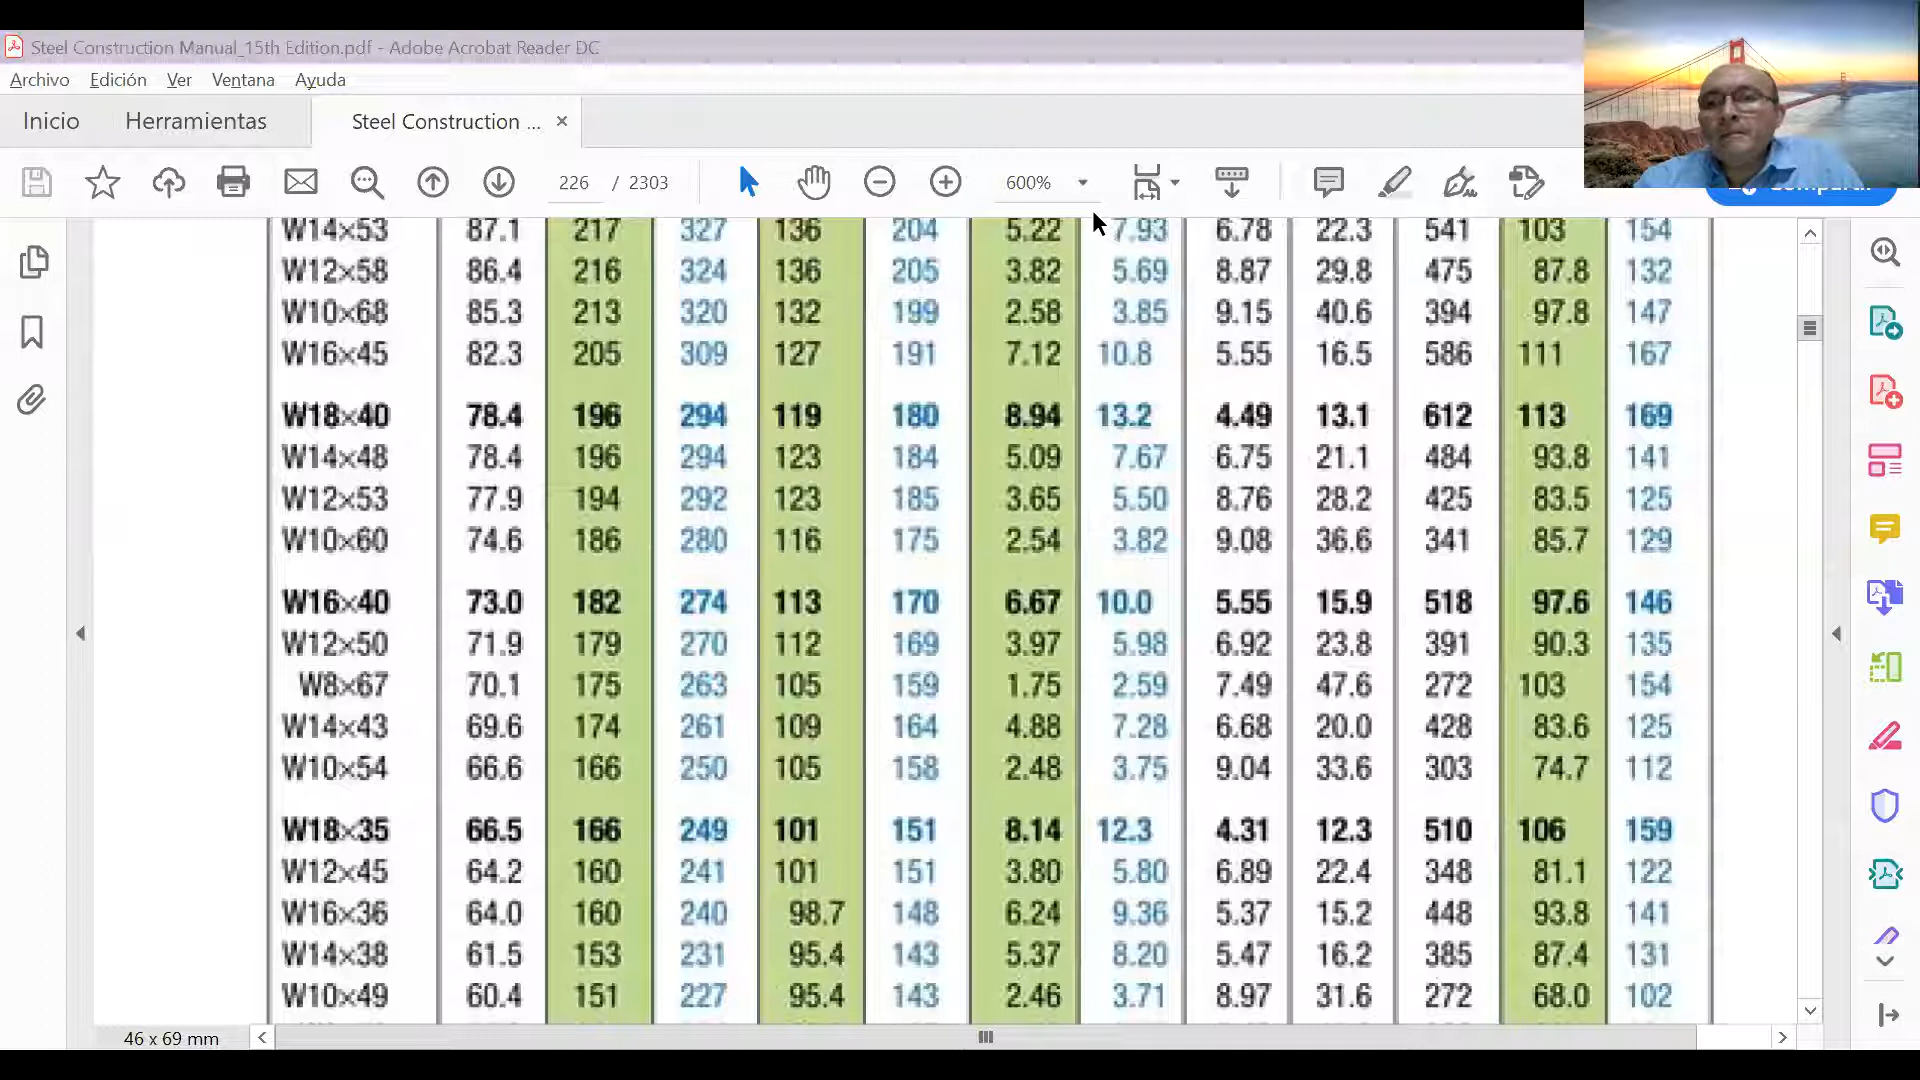 Steel Construction Manual_15th Edition.pdf - Adobe Acrobat Reader DC
Archivo Edición Ver Ventana Ayuda
Inicio Herramientas Steel Construction ... ×
226 / 2303 600%
W14×53 87.1 217 327 136 204 5.22 7.93 6.78 22.3 541 103 154
W12×58 86.4 216 324 136 205 3.82 5.69 8.87 29.8 475 87.8 132
W10×68 85.3 213 320 132 199 2.58 3.85 9.15 40.6 394 97.8 147
W16×45 82.3 205 309 127 191 7.12 10.8 5.55 16.5 586 111 167
W18×40 78.4 196 294 119 180 8.94 13.2 4.49 13.1 612 113 169
W14×48 78.4 196 294 123 184 5.09 7.67 6.75 21.1 484 93.8 141
W12×53 77.9 194 292 123 185 3.65 5.50 8.76 28.2 425 83.5 125
W10×60 74.6 186 280 116 175 2.54 3.82 9.08 36.6 341 85.7 129
W16×40 73.0 182 274 113 170 6.67 10.0 5.55 15.9 518 97.6 146
W12×50 71.9 179 270 112 169 3.97 5.98 6.92 23.8 391 90.3 135
W8×67 70.1 175 263 105 159 1.75 2.59 7.49 47.6 272 103 154
W14×43 69.6 174 261 109 164 4.88 7.28 6.68 20.0 428 83.6 125
W10×54 66.6 166 250 105 158 2.48 3.75 9.04 33.6 303 74.7 112
W18×35 66.5 166 249 101 151 8.14 12.3 4.31 12.3 510 106 159
W12×45 64.2 160 241 101 151 3.80 5.80 6.89 22.4 348 81.1 122
W16×36 64.0 160 240 98.7 148 6.24 9.36 5.37 15.2 448 93.8 141
W14×38 61.5 153 231 95.4 143 5.37 8.20 5.47 16.2 385 87.4 131
W10×49 60.4 151 227 95.4 143 2.46 3.71 8.97 31.6 272 68.0 102
46 x 69 mm